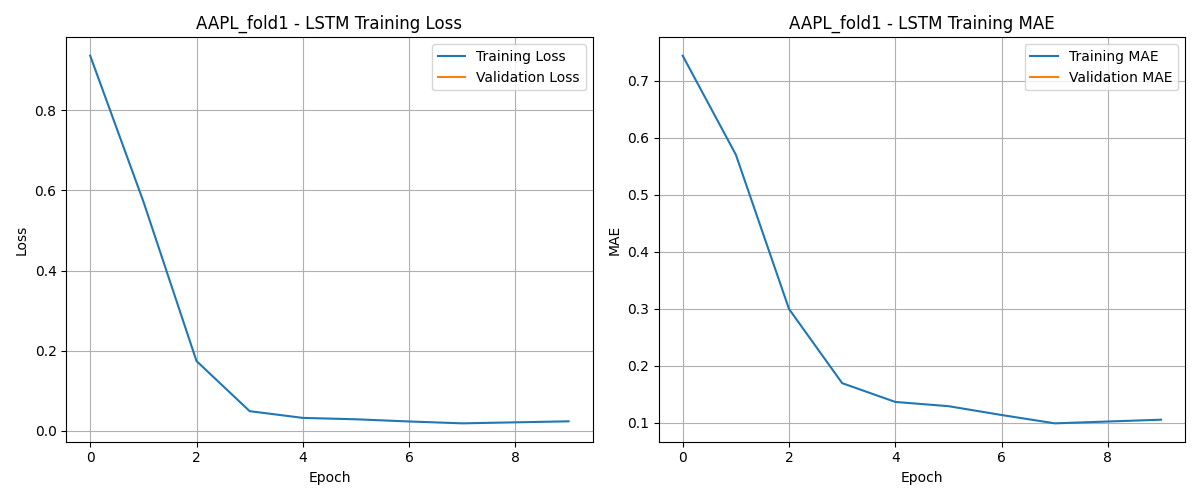 AAPL_fold1 - LSTM Training Loss
Training Loss
Validation Loss
0.8
0.6
0.4
0.2
0.0
Loss
0 2 4 6 8
Epoch
AAPL_fold1 - LSTM Training MAE
Training MAE
Validation MAE
0.7
0.6
0.5
0.4
0.3
0.2
0.1
MAE
0 2 4 6 8
Epoch